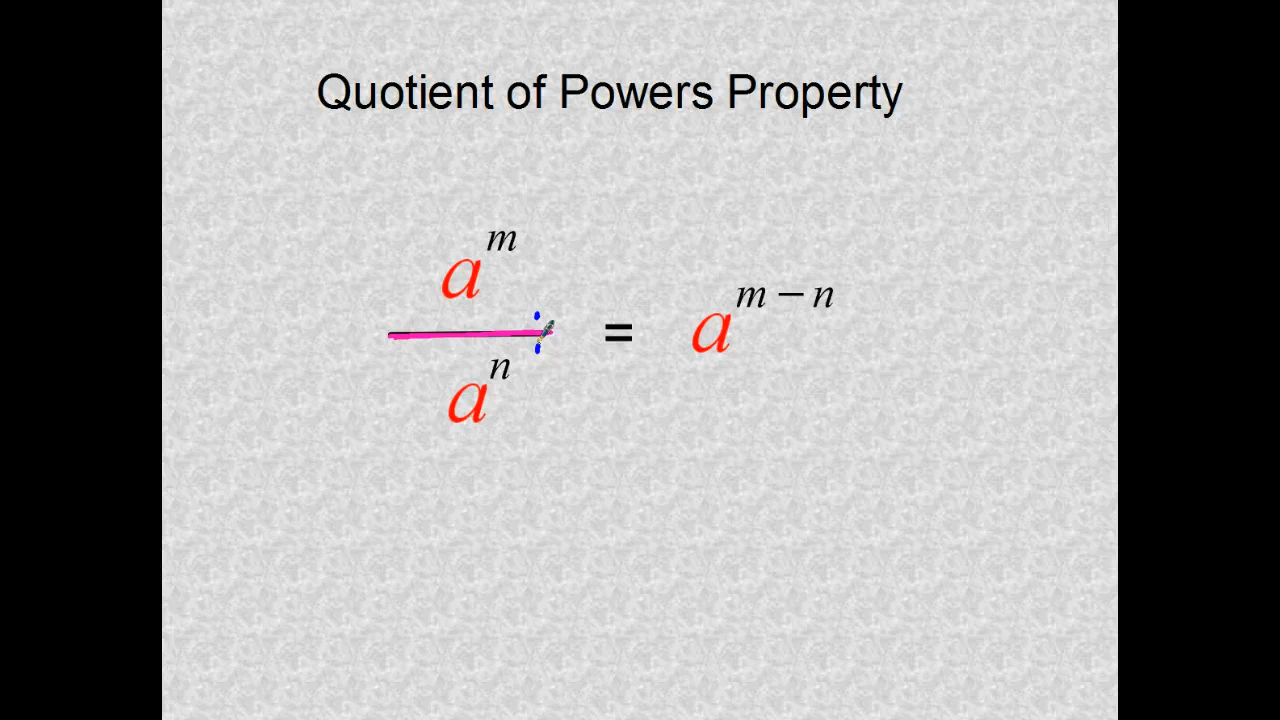 Quotient of Powers Property
a^m / a^n = a^{m − n}